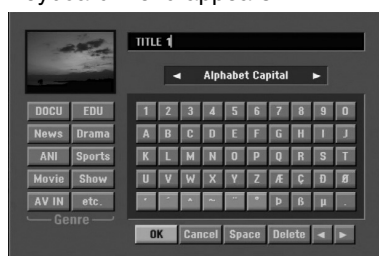 TITLE 1
◄ Alphabet Capital ►
DOCU EDU
News Drama
ANI Sports
Movie Show
AV IN etc.
Genre
1 2 3 4 5 6 7 8 9 0
A B C D E F G H I J
K L M N O P Q R S T
U V W X Y Z Æ Ç Ð Ø
Þ ß µ .
OK Cancel Space Delete ◄ ►